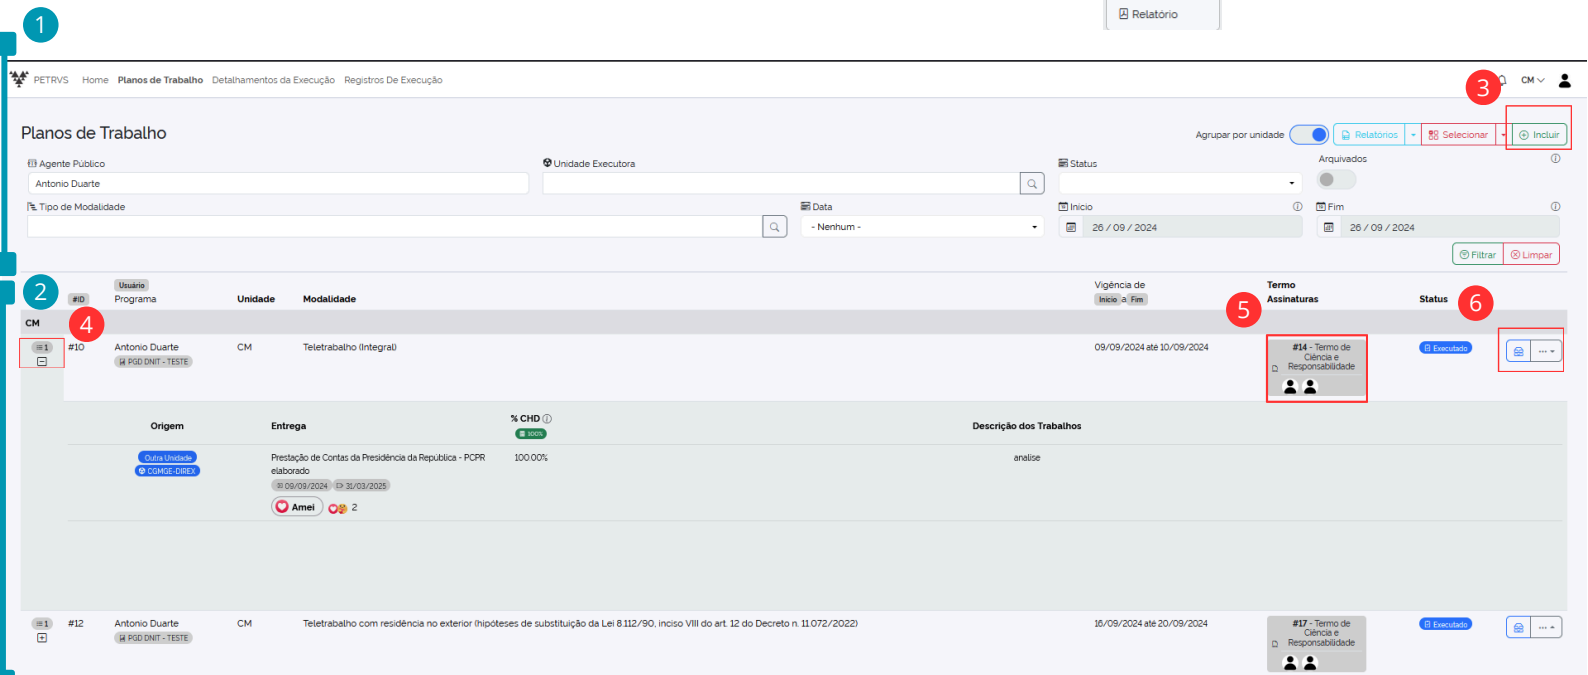 Relatório
1
PETRVS Home Planos de Trabalho Detalhamentos da Execução Registros De Execução
3
CM
Planos de Trabalho
Agrupar por unidade
Relatórios
Selecionar
Incluir
Agente Público
Unidade Executora
Status
Arquivados
Antonio Duarte
Tipo de Modalidade
Data
Início
Fim
- Nenhum -
26 / 09 / 2024
26 / 09 / 2024
Filtrar
Limpar
2
#ID
Usuário
Programa
Unidade
Modalidade
Vigência de
Início a Fim
5
Termo
Assinaturas
Status
6
CM
4
1
#10
Antonio Duarte
PGD DNIT - TESTE
CM
Teletrabalho (Integral)
09/09/2024 até 10/09/2024
#14 - Termo de
Ciência e
Responsabilidade
Executado
Origem
Entrega
% CHD
100%
Descrição dos Trabalhos
Outra Unidade
CGMGE-DIREX
Prestação de Contas da Presidência da República - PCPR
elaborado
09/09/2024
31/03/2025
Amei
2
100.00%
analise
1
#12
Antonio Duarte
PGD DNIT - TESTE
CM
Teletrabalho com residência no exterior (hipóteses de substituição da Lei 8.112/90, inciso VIII do art. 12 do Decreto n. 11.072/2022)
16/09/2024 até 20/09/2024
#17 - Termo de
Ciência e
Responsabilidade
Executado